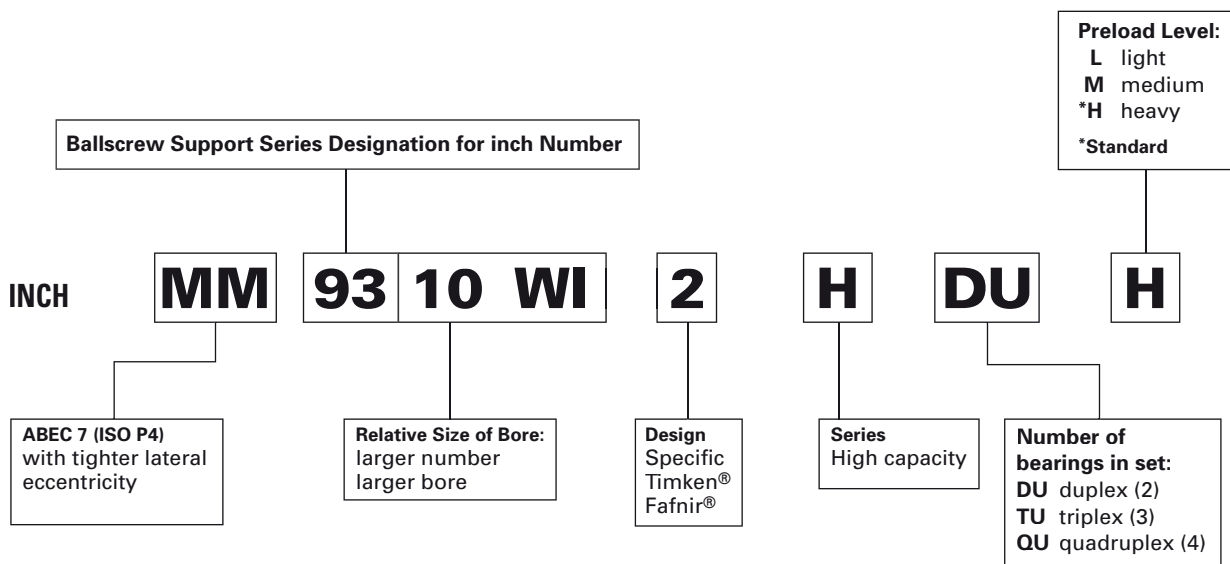 Preload Level:
L light
M medium
*H heavy
*Standard
Ballscrew Support Series Designation for inch Number
INCH MM 93 10 WI 2 H DU H
ABEC 7 (ISO P4)
with tighter lateral
eccentricity
Relative Size of Bore:
larger number
larger bore
Design
Specific
Timken®
Fafnir®
Series
High capacity
Number of
bearings in set:
DU duplex (2)
TU triplex (3)
QU quadruplex (4)